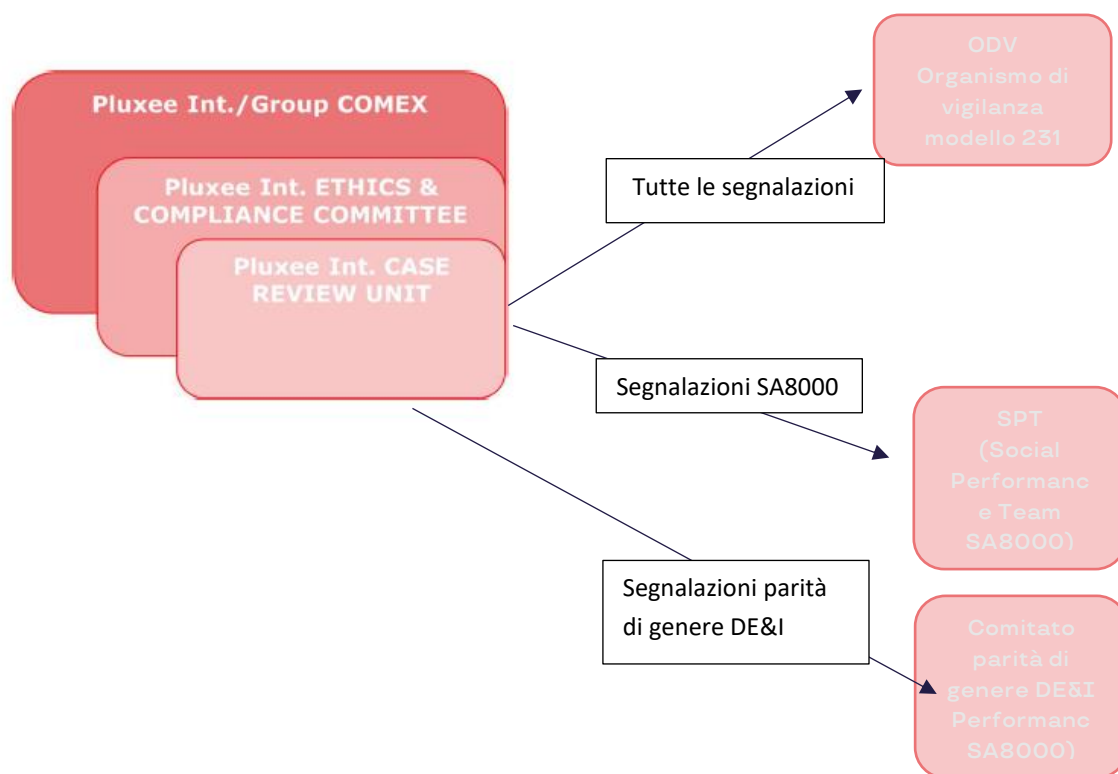 Pluxee Int./Group COMEX
Pluxee Int. ETHICS &
COMPLIANCE COMMITTEE
Pluxee Int. CASE
REVIEW UNIT
ODV
Organismo di
vigilanza
modello 231
Tutte le segnalazioni
Segnalazioni SA8000
SPT
(Social
Performanc
e Team
SA8000)
Segnalazioni parità
di genere DE&I
Comitato
parità di
genere DE&I
Performanc
SA8000)